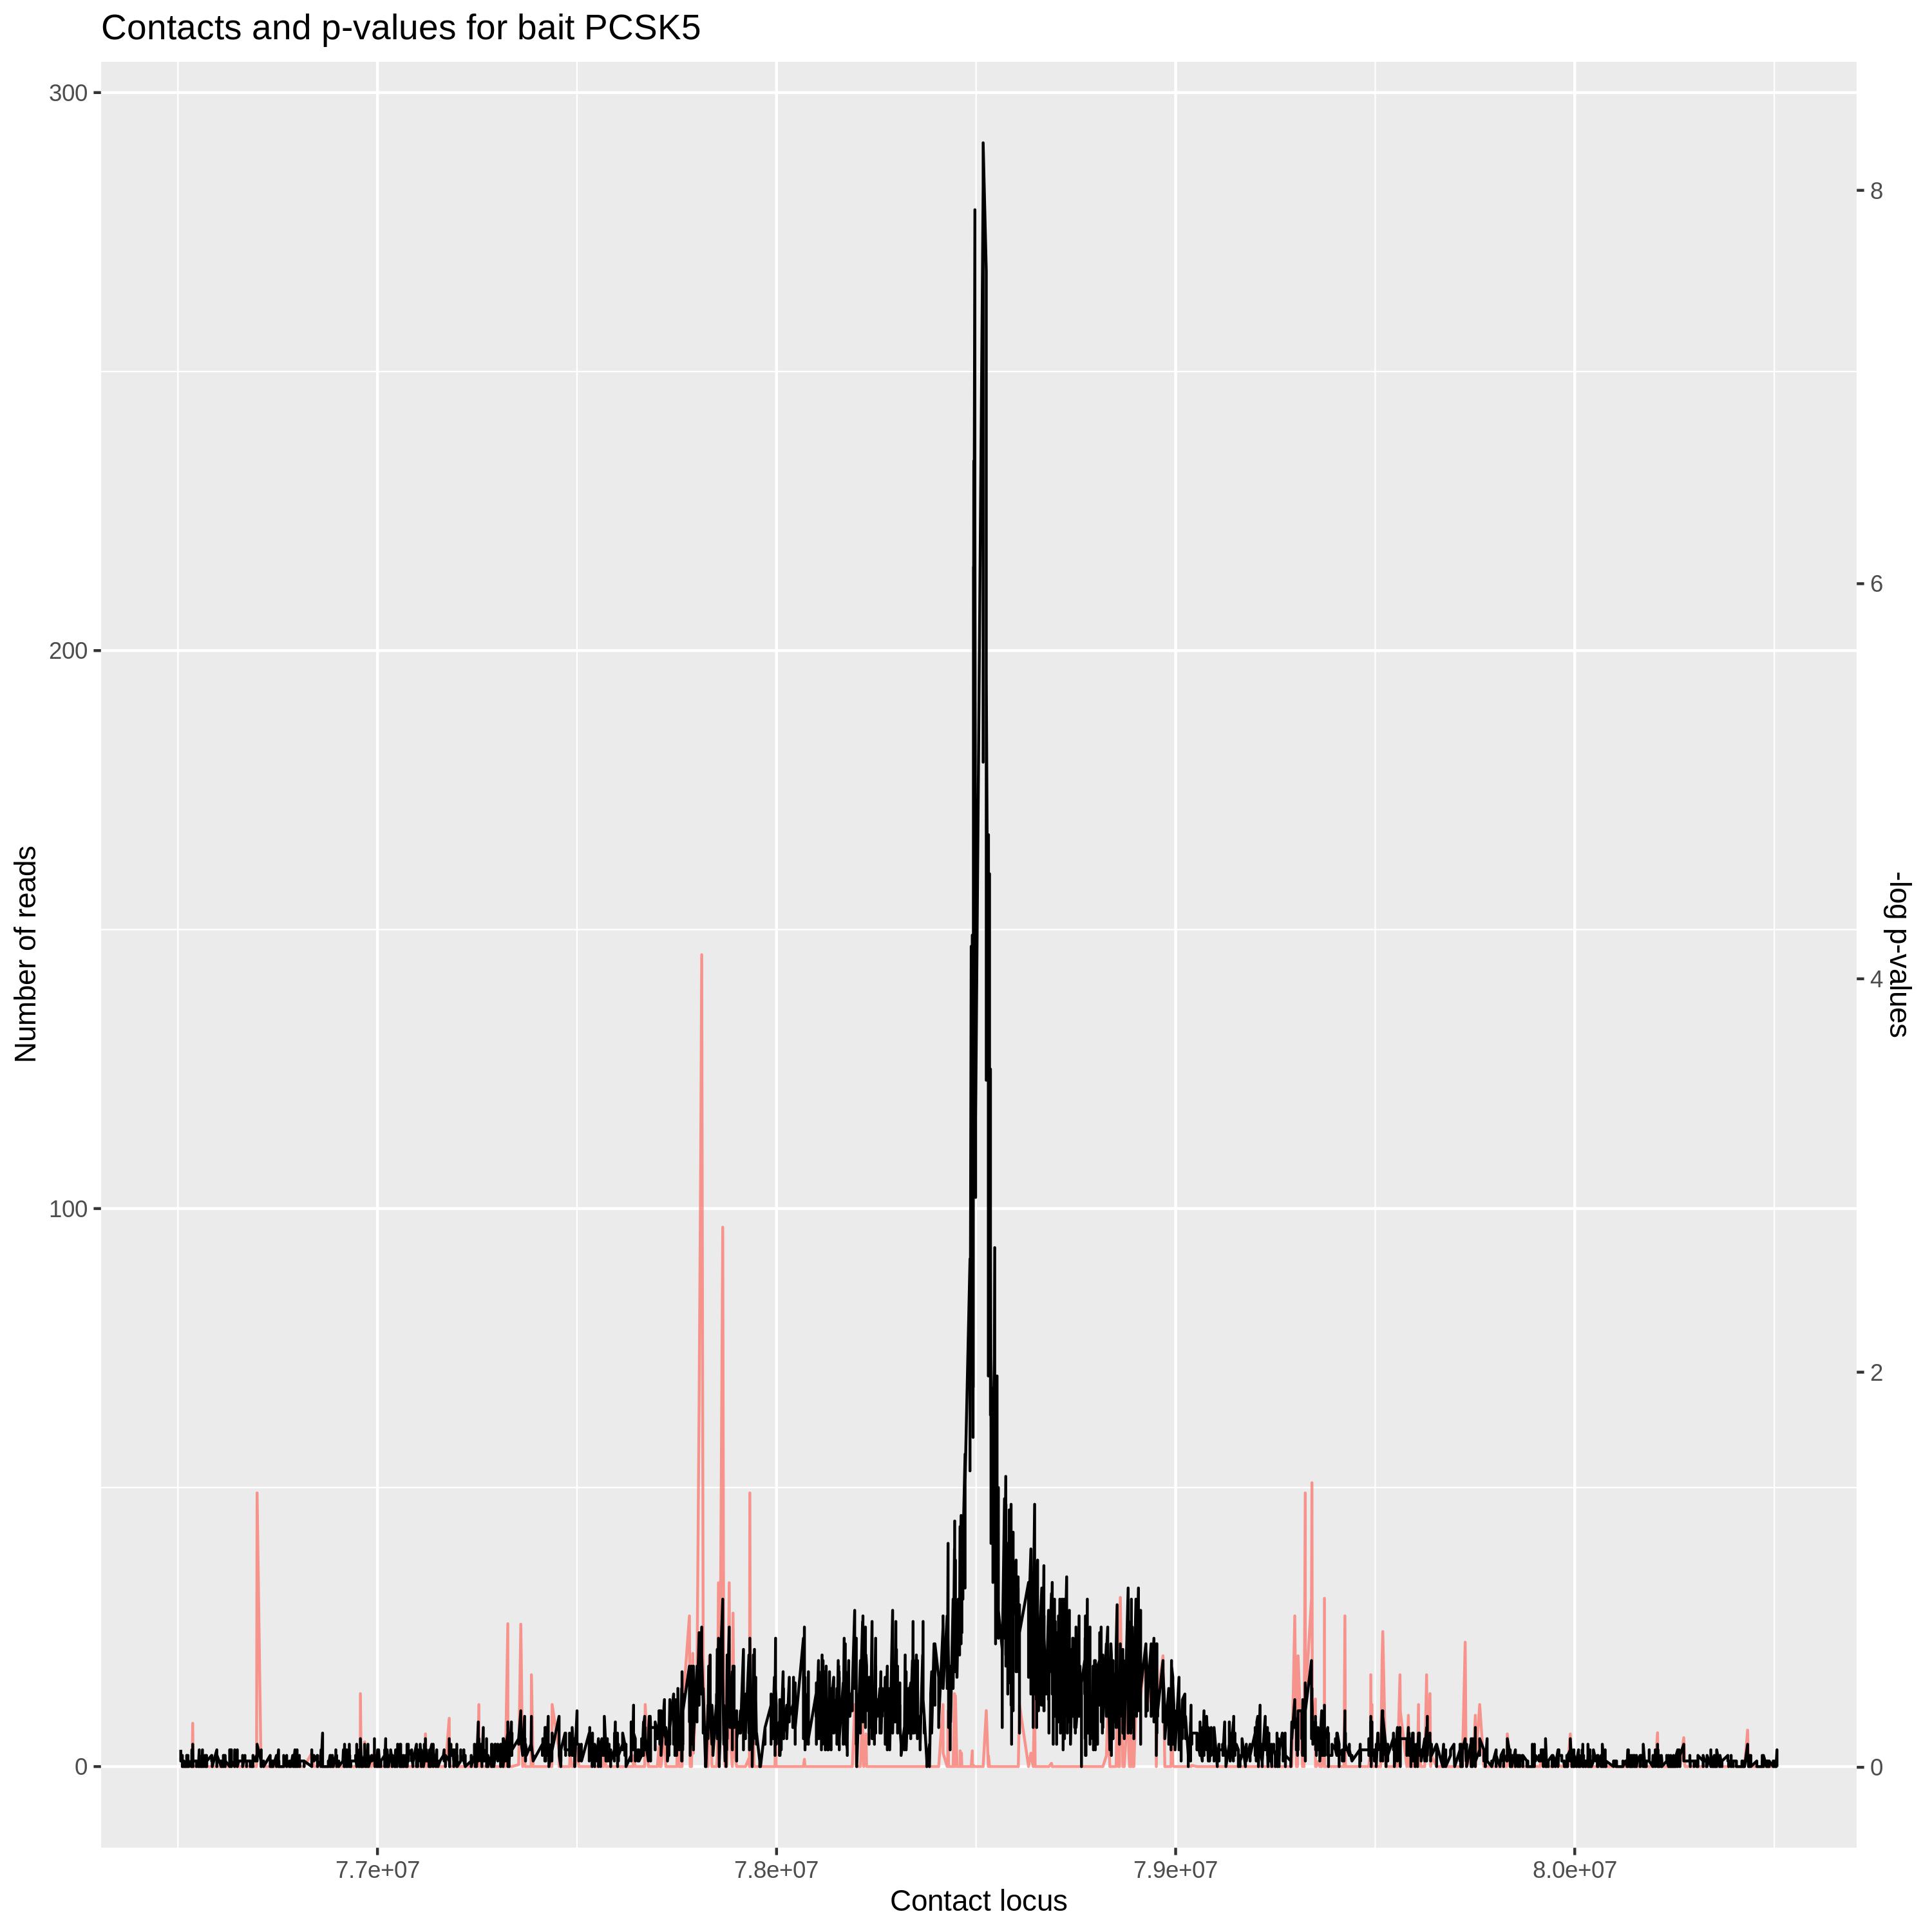 Contacts and p-values for bait PCSK5
300
200
100
0
Number of reads
8
6
4
2
0
-log p-values
7.7e+07
7.8e+07
7.9e+07
8.0e+07
Contact locus